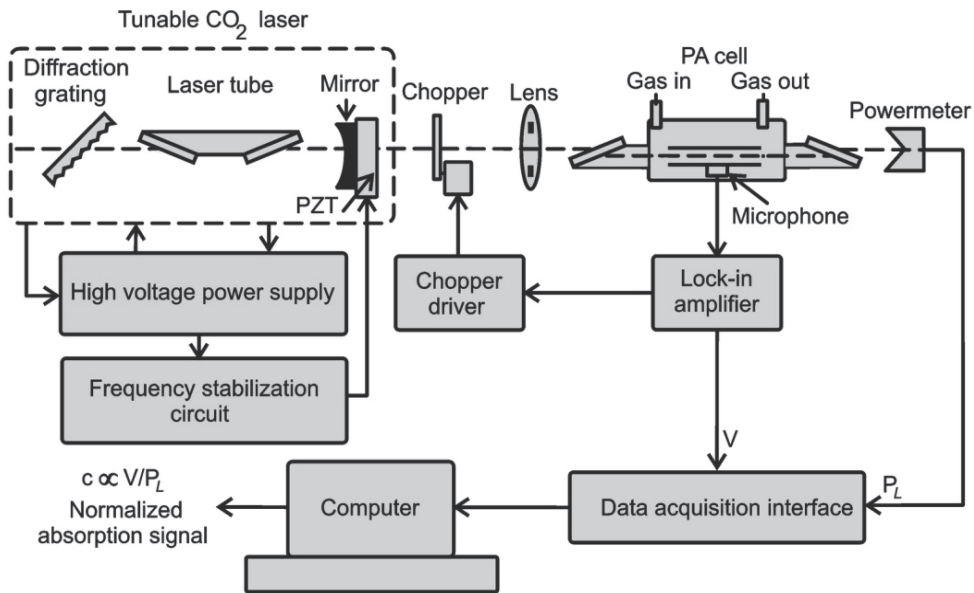 Tunable CO₂ laser
Diffraction
grating
Laser tube
Mirror
PZT
Chopper
Lens
PA cell
Gas in
Gas out
Powermeter
Microphone
High voltage power supply
Chopper
driver
Lock-in
amplifier
Frequency stabilization
circuit
V
P_L
c ∝ V/P_L
Normalized
absorption signal
Computer
Data acquisition interface